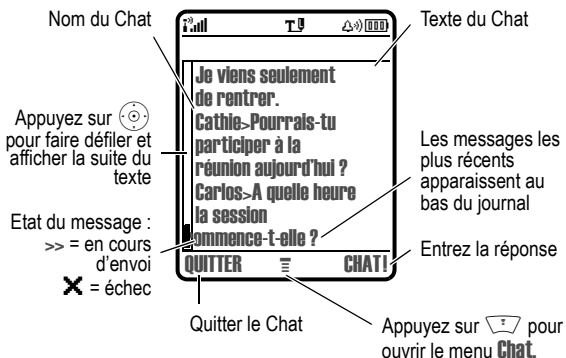 Nom du Chat
Texte du Chat
Je viens seulement
de rentrer.
Cathie>Pourrais-tu
participer à la
réunion aujourd'hui ?
Carlos>A quelle heure
la session
ommence-t-elle ?
QUITTER
CHAT!
Appuyez sur
pour faire défiler et
afficher la suite du
texte
Etat du message :
>> = en cours
d'envoi
X = échec
Les messages les
plus récents
apparaissent au
bas du journal
Entrez la réponse
Quitter le Chat
Appuyez sur pour
ouvrir le menu Chat.